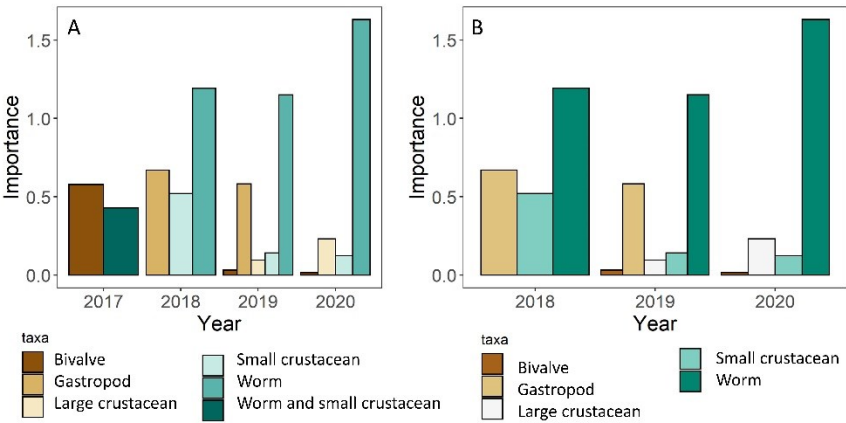 A
Importance
1.5
1.0
0.5
0.0
2017 2018 2019 2020
Year
taxa
Bivalve
Gastropod
Large crustacean
Small crustacean
Worm
Worm and small crustacean
B
Importance
1.5
1.0
0.5
0.0
2018 2019 2020
Year
taxa
Bivalve
Gastropod
Large crustacean
Small crustacean
Worm